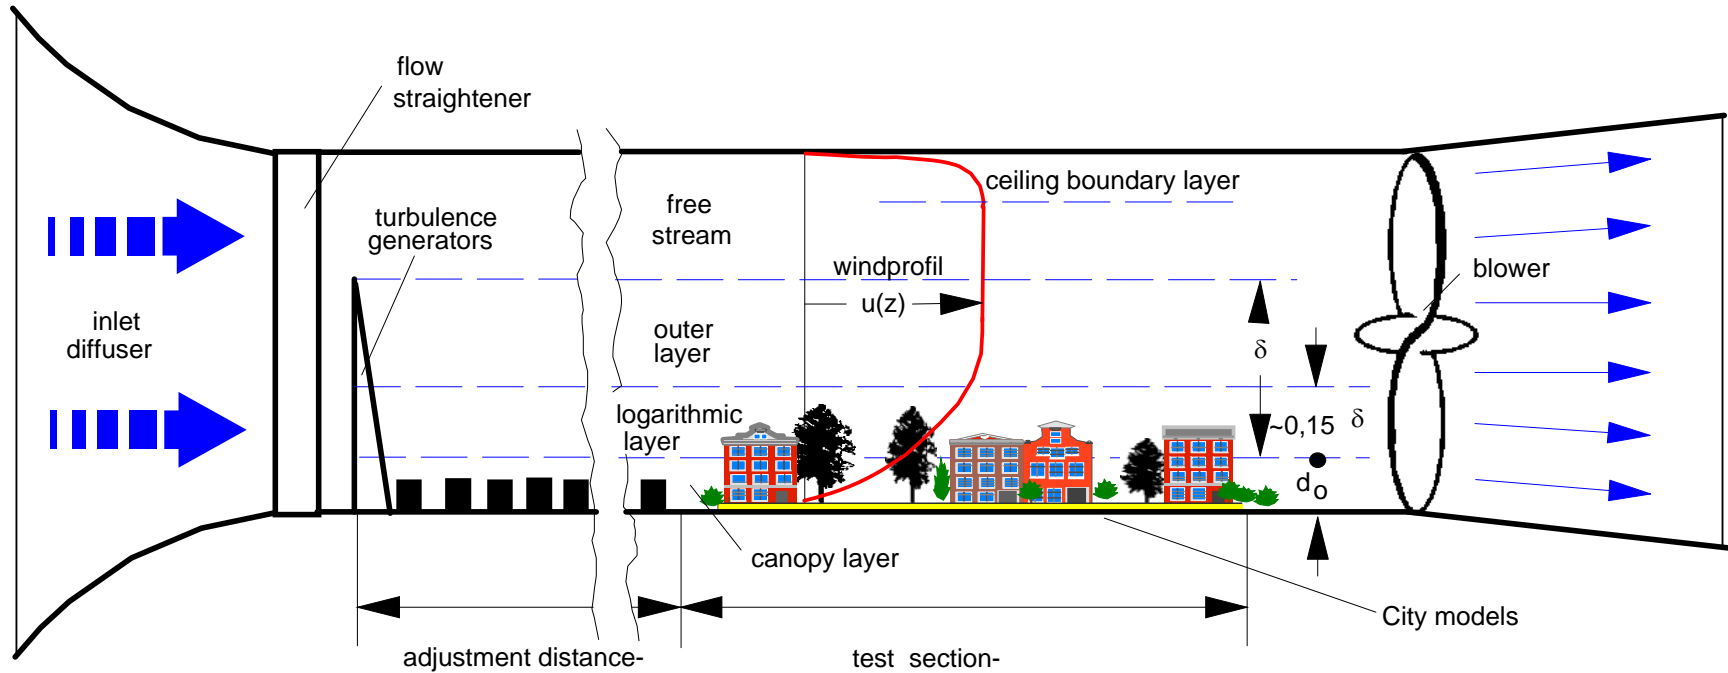 flow
straightener
turbulence
generators
inlet
diffuser
free
stream
ceiling boundary layer
windprofil
u(z)
blower
outer
layer
δ
logarithmic
layer
~0,15 δ
do
canopy layer
City models
adjustment distance-
test section-